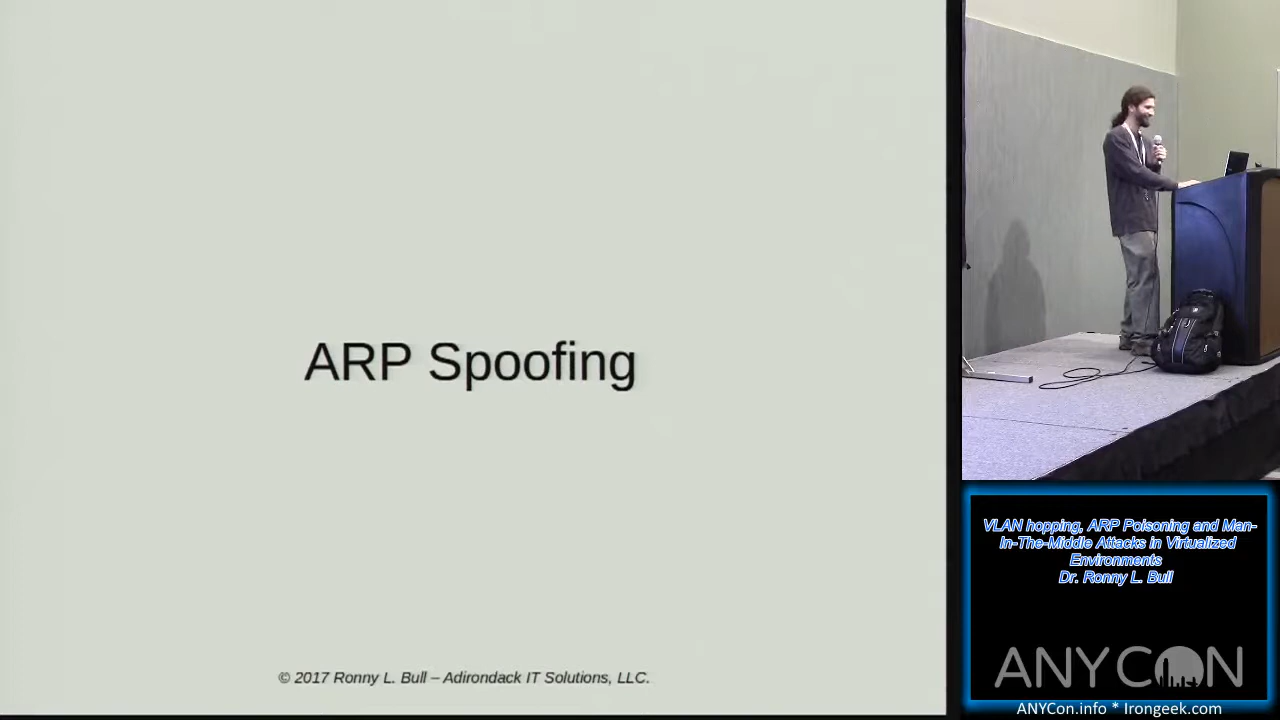 ARP Spoofing
© 2017 Ronny L. Bull – Adirondack IT Solutions, LLC.
VLAN hopping, ARP Poisoning and Man-
In-The-Middle Attacks in Virtualized
Environments
Dr. Ronny L. Bull
ANYCON
ANYCon.info * Irongeek.com